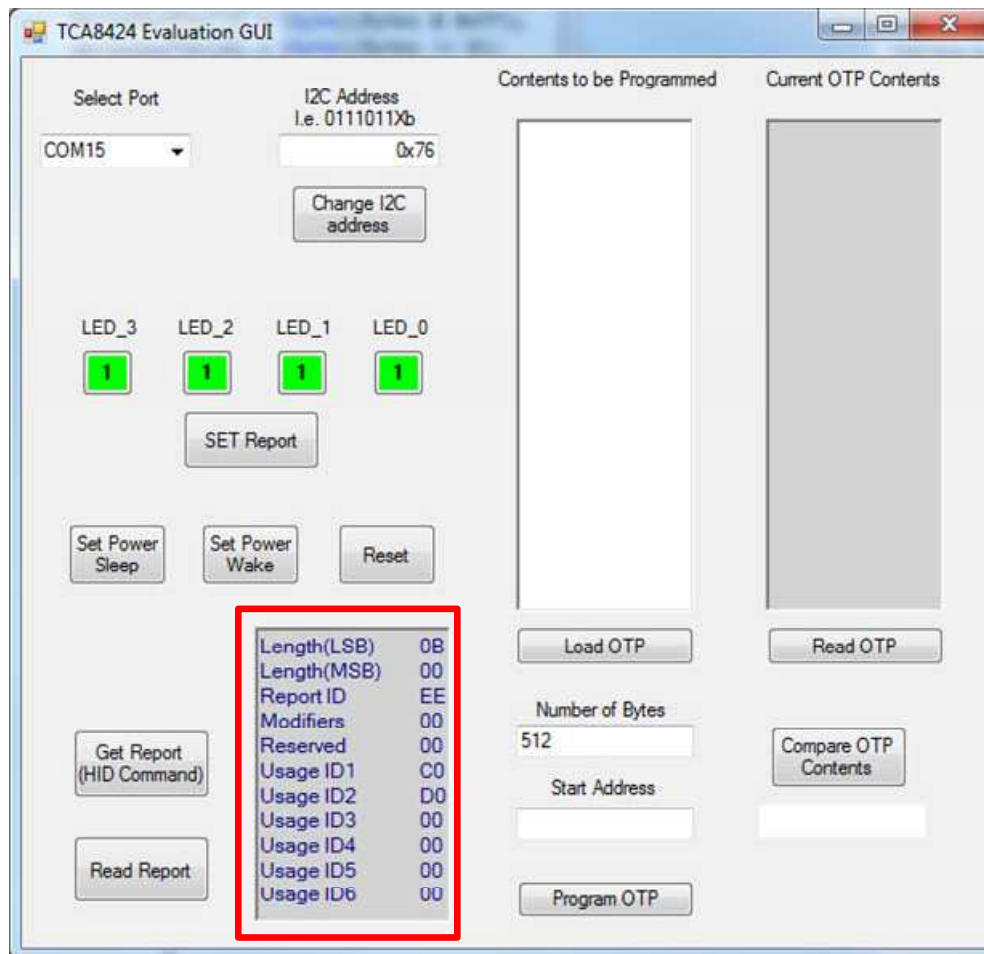 TCA8424 Evaluation GUI
Select Port
I2C Address
I.e. 0111011Xb
COM15
0x76
Change I2C
address
LED_3 LED_2 LED_1 LED_0
1 1 1 1
SET Report
Set Power
Sleep
Set Power
Wake
Reset
Get Report
(HID Command)
Read Report
Length(LSB) 0B
Length(MSB) 00
Report ID EE
Modifiers 00
Reserved 00
Usage ID1 C0
Usage ID2 D0
Usage ID3 00
Usage ID4 00
Usage ID5 00
Usage ID6 00
Contents to be Programmed
Load OTP
Number of Bytes
512
Start Address
Program OTP
Current OTP Contents
Read OTP
Compare OTP
Contents